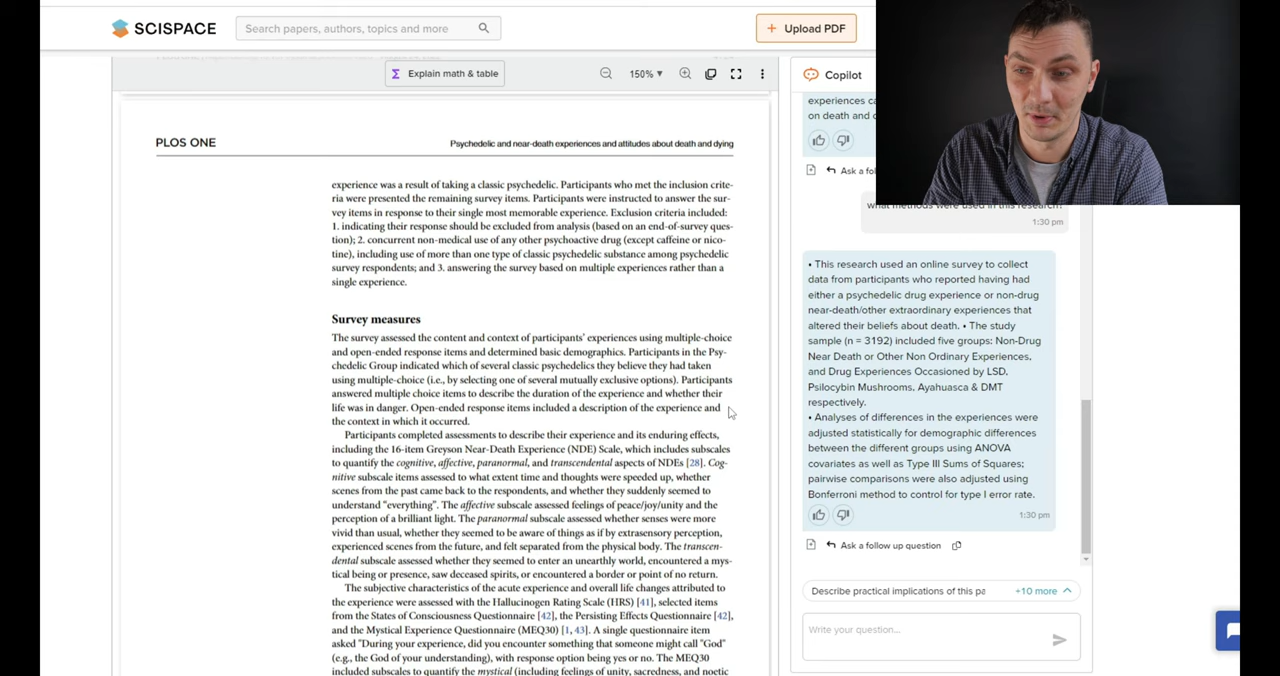 SCISPACE
Search papers, authors, topics and more
+ Upload PDF
Σ Explain math & table
150% ▾
PLOS ONE
Psychedelic and near-death experiences and attitudes about death and dying
experience was a result of taking a classic psychedelic. Participants who met the inclusion crite-
ria were presented the remaining survey items. Participants were instructed to answer the sur-
vey items in response to their single most memorable experience. Exclusion criteria included:
1. indicating their response should be excluded from analysis (based on an end-of-survey ques-
tion); 2. concurrent non-medical use of any other psychoactive drug (except caffeine or nico-
tine), including use of more than one type of classic psychedelic substance among psychedelic
survey respondents; and 3. answering the survey based on multiple experiences rather than a
single experience.
Survey measures
The survey assessed the content and context of participants' experiences using multiple-choice
and open-ended response items and determined basic demographics. Participants in the Psy-
chedelic Group indicated which of several classic psychedelics they believe they had taken
using multiple-choice (i.e., by selecting one of several mutually exclusive options). Participants
answered multiple choice items to describe the duration of the experience and whether their
life was in danger. Open-ended response items included a description of the experience and
the context in which it occurred.
Participants completed assessments to describe their experience and its enduring effects,
including the 16-item Greyson Near-Death Experience (NDE) Scale, which includes subscales
to quantify the cognitive, affective, paranormal, and transcendental aspects of NDEs [28]. Cog-
nitive subscale items assessed to what extent time and thoughts were speeded up, whether
scenes from the past came back to the respondents, and whether they suddenly seemed to
understand "everything". The affective subscale assessed feelings of peace/joy/unity and the
perception of a brilliant light. The paranormal subscale assessed whether senses were more
vivid than usual, whether they seemed to be aware of things as if by extrasensory perception,
experienced scenes from the future, and felt separated from the physical body. The transcen-
dental subscale assessed whether they seemed to enter an unearthly world, encountered a mys-
tical being or presence, saw deceased spirits, or encountered a border or point of no return.
The subjective characteristics of the acute experience and overall life changes attributed to
the experience were assessed with the Hallucinogen Rating Scale (HRS) [41], selected items
from the States of Consciousness Questionnaire [42], the Persisting Effects Questionnaire [42],
and the Mystical Experience Questionnaire (MEQ30) [1, 43]. A single questionnaire item
asked "During your experience, did you encounter something that someone might call "God"
(e.g., the God of your understanding), with response option being yes or no. The MEQ30
included subscales to quantify the mystical (including feelings of unity, sacredness, and noetic
Copilot
experiences ca
on death and
Ask a fol
what methods were used in this research?
1:30 pm
• This research used an online survey to collect
data from participants who reported having had
either a psychedelic drug experience or non-drug
near-death/other extraordinary experiences that
altered their beliefs about death. • The study
sample (n = 3192) included five groups: Non-Drug
Near Death or Other Non Ordinary Experiences,
and Drug Experiences Occasioned by LSD,
Psilocybin Mushrooms, Ayahuasca & DMT
respectively.
• Analyses of differences in the experiences were
adjusted statistically for demographic differences
between the different groups using ANOVA
covariates as well as Type III Sums of Squares;
pairwise comparisons were also adjusted using
Bonferroni method to control for type I error rate.
1:30 pm
Ask a follow up question
Describe practical implications of this pa
+10 more
Write your question...